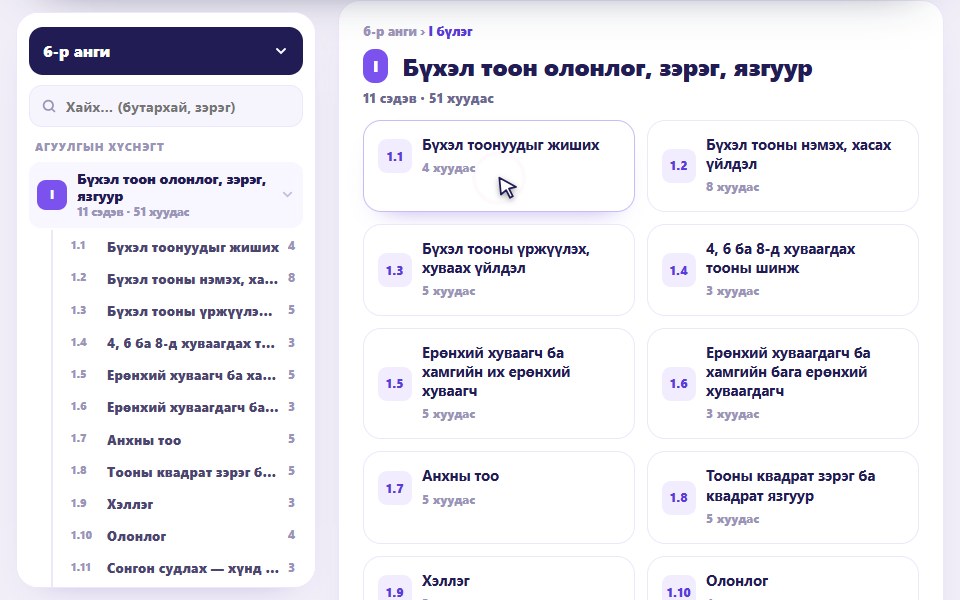 6-р анги
Хайх... (бутархай, зэрэг)
АГУУЛГЫН ХҮСНЭГТ
I
Бүхэл тоон олонлог, зэрэг,
язгуур
11 сэдэв · 51 хуудас
1.1 Бүхэл тоонуудыг жиших 4
1.2 Бүхэл тооны нэмэх, ха... 8
1.3 Бүхэл тооны үржүүлэ... 5
1.4 4, 6 ба 8-д хуваагдах т... 3
1.5 Ерөнхий хуваагч ба ха... 5
1.6 Ерөнхий хуваагдагч ба... 3
1.7 Анхны тоо 5
1.8 Тооны квадрат зэрэг б... 5
1.9 Хэллэг 3
1.10 Олонлог 4
1.11 Сонгон судлах — хүнд ... 3
6-р анги › I бүлэг
I Бүхэл тоон олонлог, зэрэг, язгуур
11 сэдэв · 51 хуудас
1.1
Бүхэл тоонуудыг жиших
4 хуудас
1.2
Бүхэл тооны нэмэх, хасах
үйлдэл
8 хуудас
1.3
Бүхэл тооны үржүүлэх,
хуваах үйлдэл
5 хуудас
1.4
4, 6 ба 8-д хуваагдах
тооны шинж
3 хуудас
1.5
Ерөнхий хуваагч ба
хамгийн их ерөнхий
хуваагч
5 хуудас
1.6
Ерөнхий хуваагдагч ба
хамгийн бага ерөнхий
хуваагдагч
3 хуудас
1.7
Анхны тоо
5 хуудас
1.8
Тооны квадрат зэрэг ба
квадрат язгуур
5 хуудас
1.9
Хэллэг
1.10
Олонлог